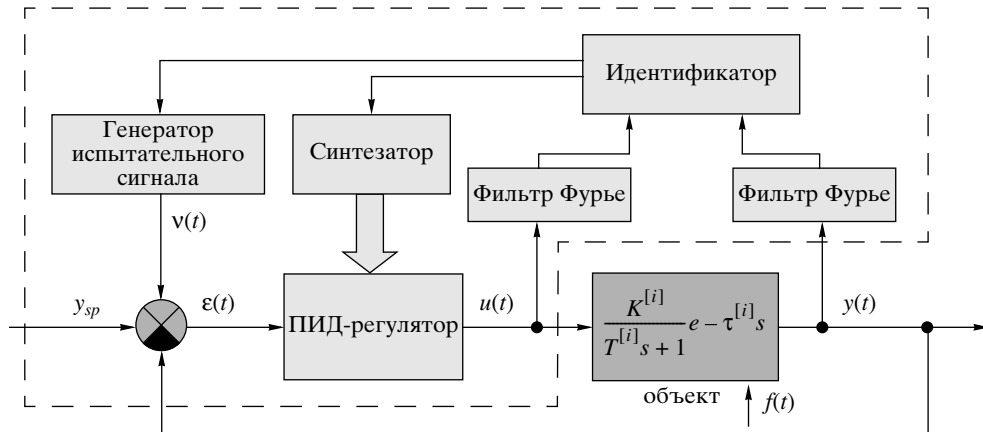 Идентификатор
Генератор
испытательного
сигнала
Синтезатор
Фильтр Фурье
Фильтр Фурье
ν(t)
y_sp
ε(t)
ПИД-регулятор
u(t)
K^[i]
T^[i]s + 1
e – τ^[i]s
y(t)
объект
f(t)